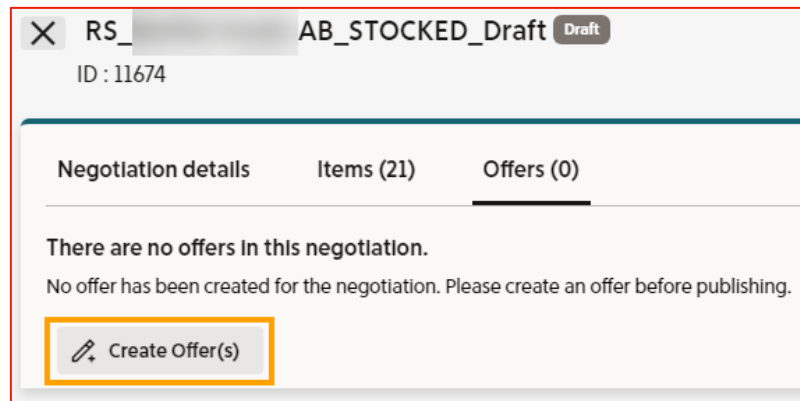 RS_ AB_STOCKED_Draft Draft
ID : 11674
Negotiation details Items (21) Offers (0)
There are no offers in this negotiation.
No offer has been created for the negotiation. Please create an offer before publishing.
Create Offer(s)